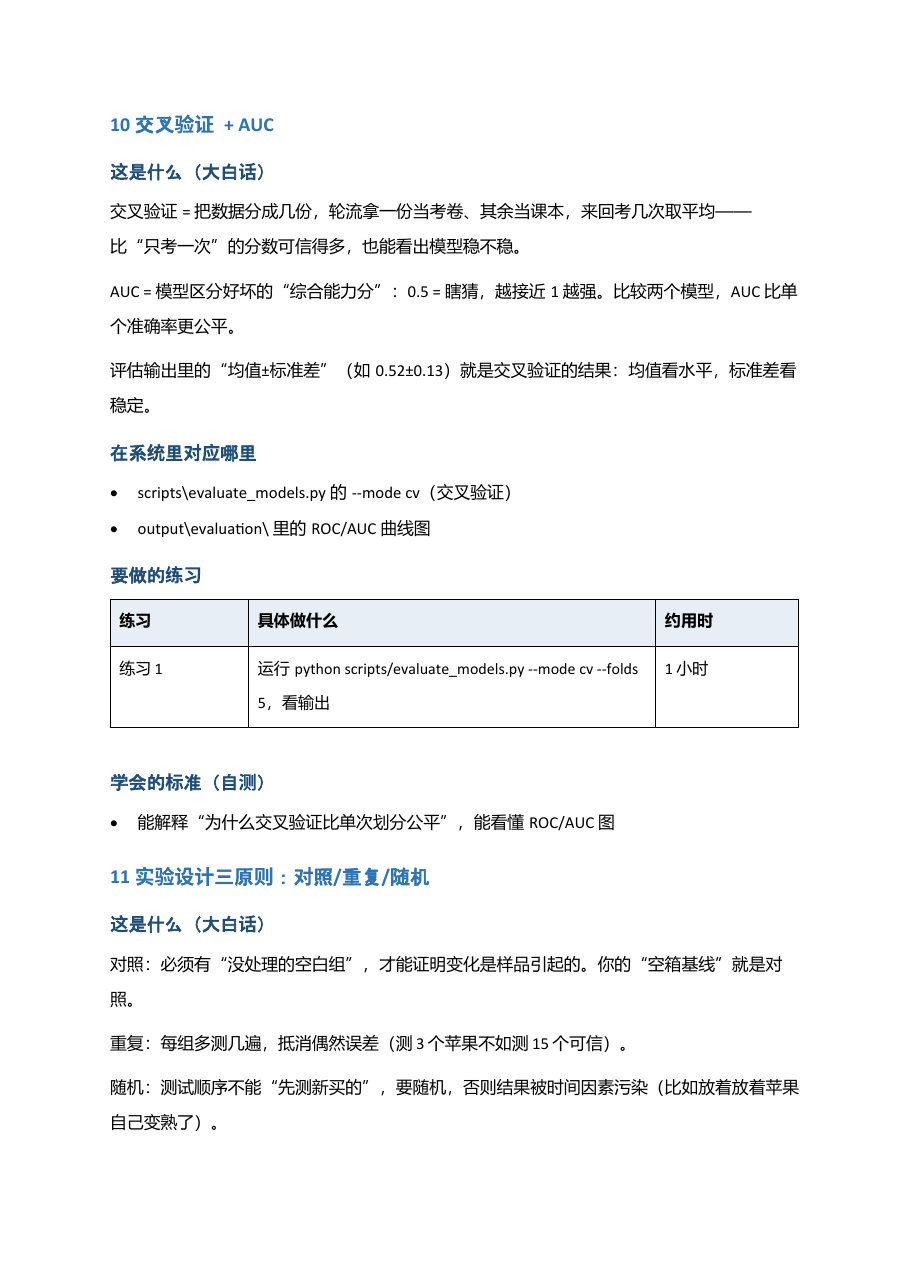 10 交叉验证 + AUC
这是什么（大白话）
交叉验证 = 把数据分成几份，轮流拿一份当考卷、其余当课本，来回考几次取平均——
比“只考一次”的分数可信得多，也能看出模型稳不稳。
AUC = 模型区分好坏的“综合能力分”：0.5 = 瞎猜，越接近 1 越强。比较两个模型，AUC 比单
个准确率更公平。
评估输出里的“均值±标准差”（如 0.52±0.13）就是交叉验证的结果：均值看水平，标准差看
稳定。
在系统里对应哪里
• scripts\evaluate_models.py 的 --mode cv（交叉验证）
• output\evaluation\ 里的 ROC/AUC 曲线图
要做的练习
练习 具体做什么 约用时
练习 1 运行 python scripts/evaluate_models.py --mode cv --folds 1 小时
5，看输出
学会的标准（自测）
• 能解释“为什么交叉验证比单次划分公平”，能看懂 ROC/AUC 图
11 实验设计三原则：对照/重复/随机
这是什么（大白话）
对照：必须有“没处理的空白组”，才能证明变化是样品引起的。你的“空箱基线”就是对
照。
重复：每组多测几遍，抵消偶然误差（测 3 个苹果不如测 15 个可信）。
随机：测试顺序不能“先测新买的”，要随机，否则结果被时间因素污染（比如放着放着苹果
自己变熟了）。